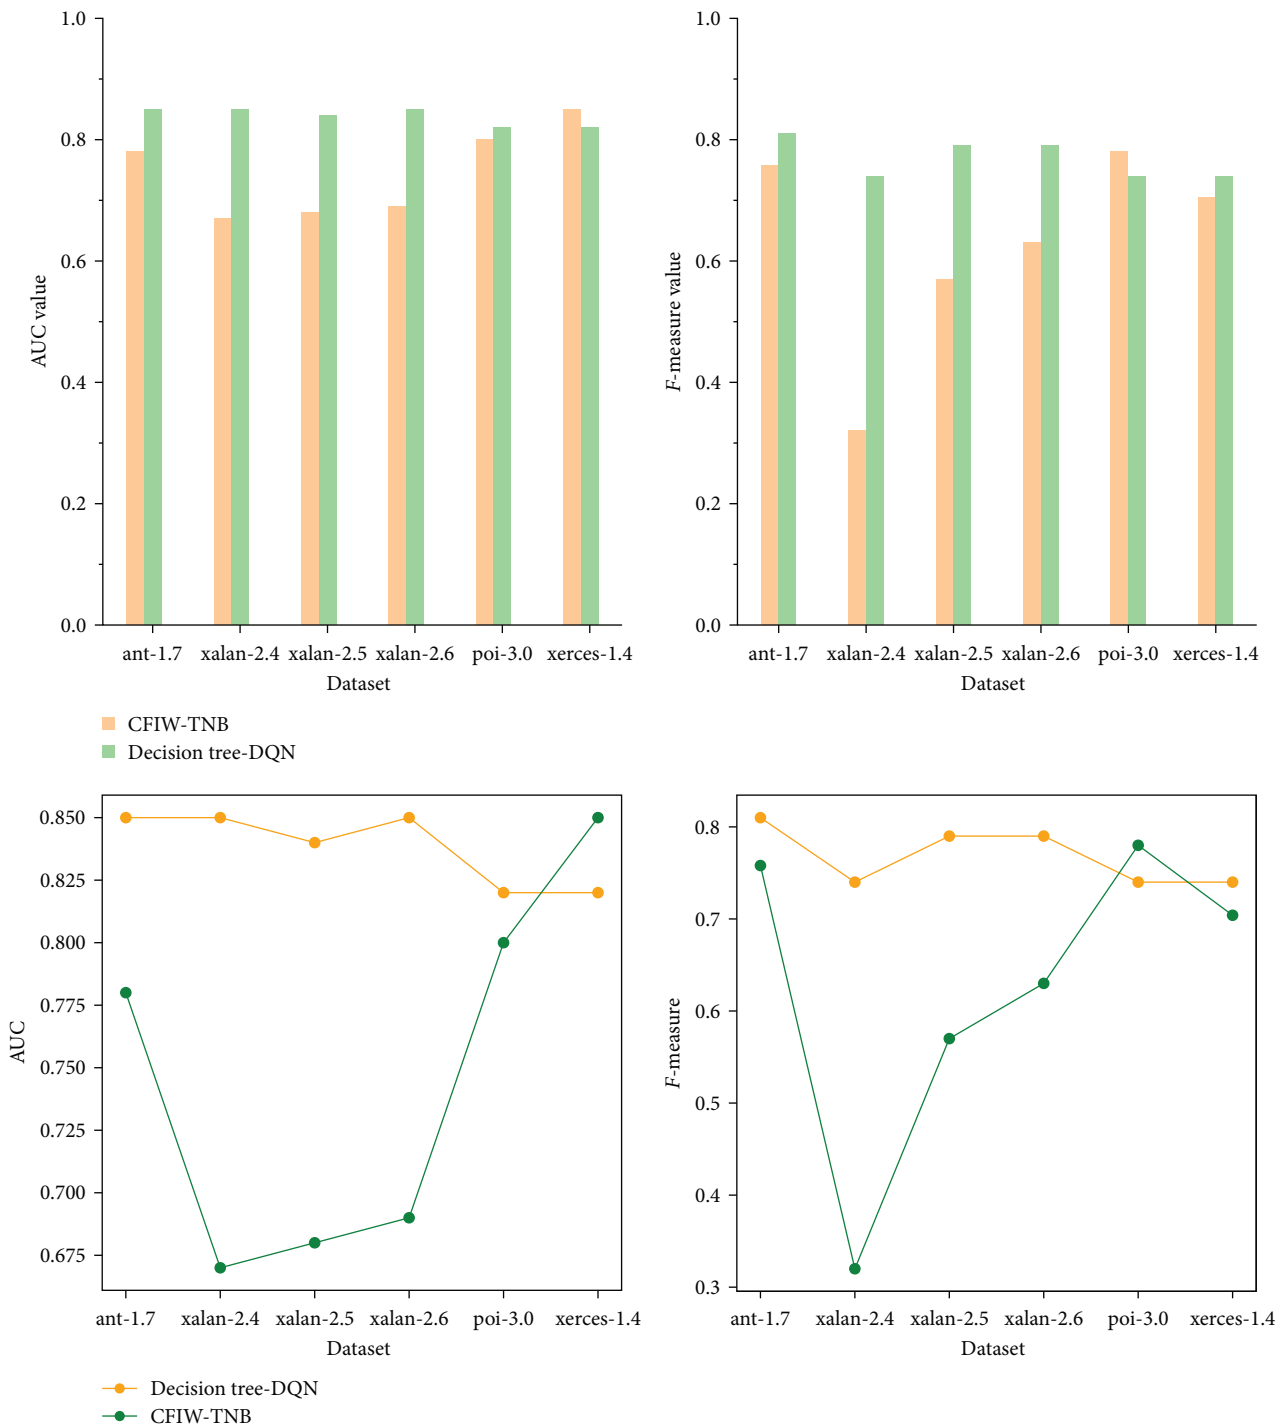 1.0
0.8
0.6
0.4
0.2
0.0
AUC value
ant-1.7 xalan-2.4 xalan-2.5 xalan-2.6 poi-3.0 xerces-1.4
Dataset
CFIW-TNB
Decision tree-DQN
1.0
0.8
0.6
0.4
0.2
0.0
F-measure value
ant-1.7 xalan-2.4 xalan-2.5 xalan-2.6 poi-3.0 xerces-1.4
Dataset
0.850
0.825
0.800
0.775
0.750
0.725
0.700
0.675
AUC
ant-1.7 xalan-2.4 xalan-2.5 xalan-2.6 poi-3.0 xerces-1.4
Dataset
Decision tree-DQN
CFIW-TNB
0.8
0.7
0.6
0.5
0.4
0.3
F-measure
ant-1.7 xalan-2.4 xalan-2.5 xalan-2.6 poi-3.0 xerces-1.4
Dataset